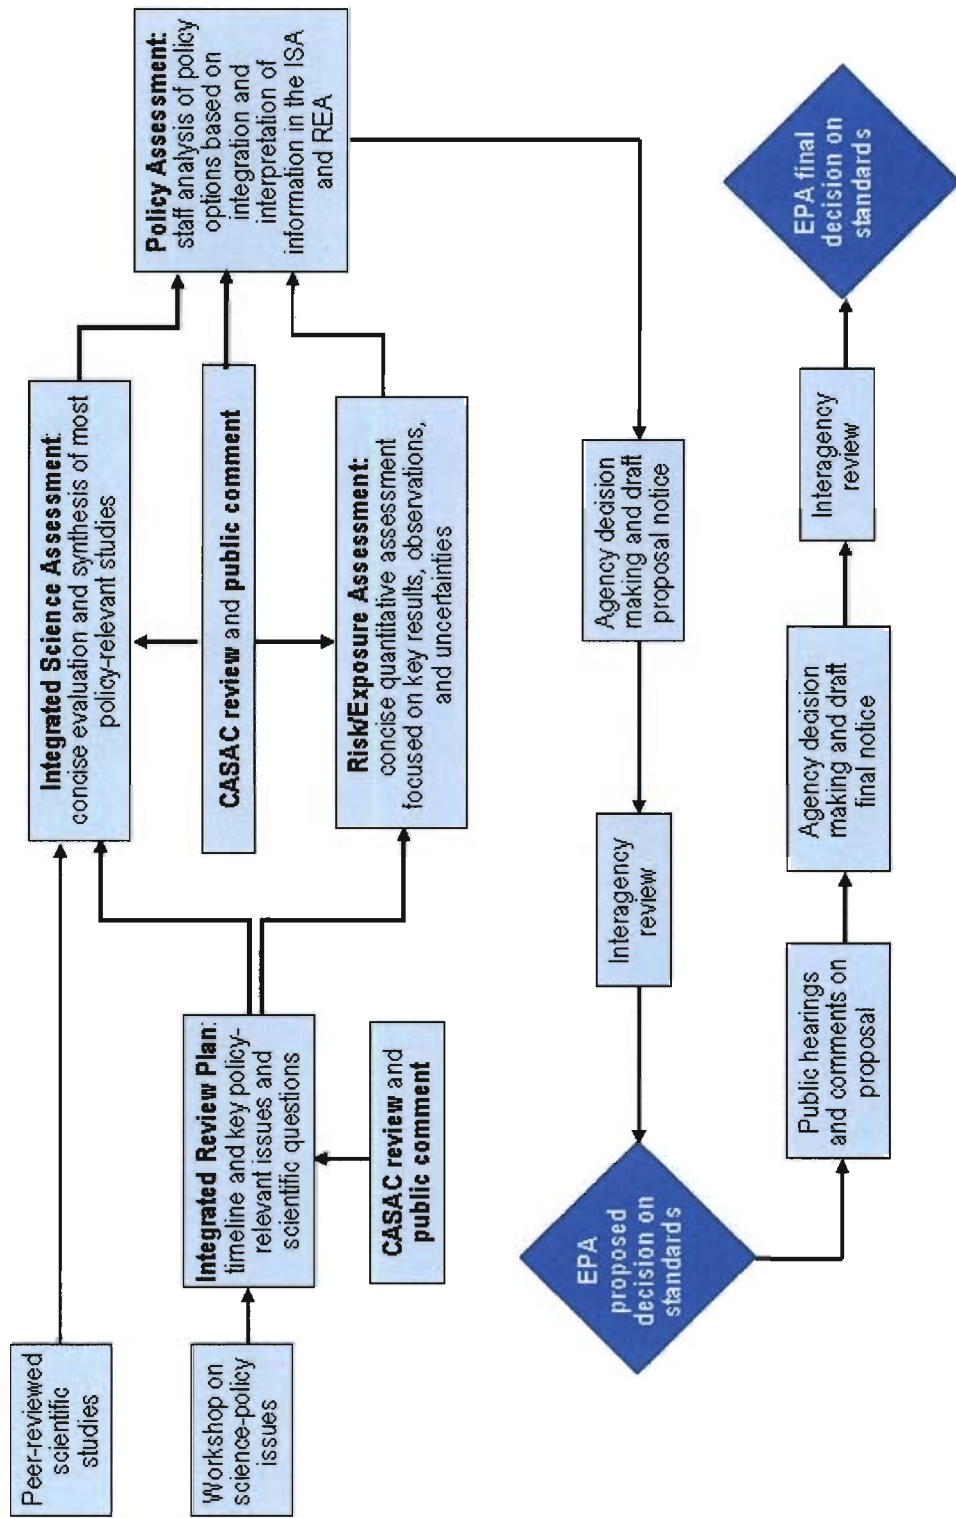 Peer-reviewed
scientific
studies
Workshop on
science-policy
issues
Integrated Review Plan:
timeline and key policy-
relevant issues and
scientific questions
CASAC review and
public comment
Integrated Science Assessment:
concise evaluation and synthesis of most
policy-relevant studies
CASAC review and public comment
Risk/Exposure Assessment:
concise quantitative assessment
focused on key results, observations,
and uncertainties
Policy Assessment:
staff analysis of policy
options based on
integration and
interpretation of
information in the ISA
and REA
Agency decision
making and draft
proposal notice
Interagency
review
EPA
proposed
decision on
standards
Public hearings
and comments on
proposal
Agency decision
making and draft
final notice
Interagency
review
EPA final
decision on
standards